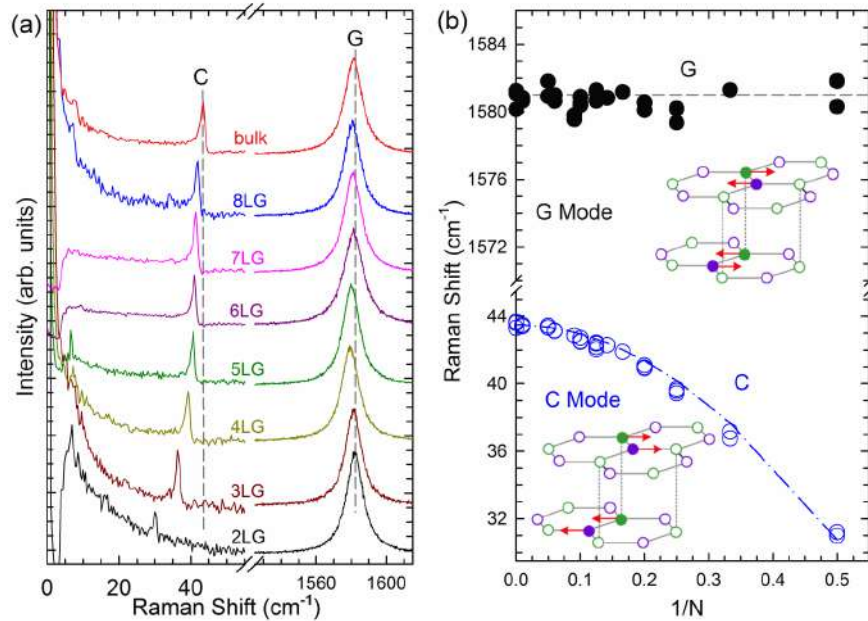 (a)
C
G
bulk
8LG
7LG
6LG
5LG
4LG
3LG
2LG
Intensity (arb. units)
0 20 40 1560 1600
Raman Shift (cm⁻¹)
(b)
1584
1580
1576
1572
44
40
36
32
Raman Shift (cm⁻¹)
G
G Mode
C
C Mode
0.0 0.1 0.2 0.3 0.4 0.5
1/N